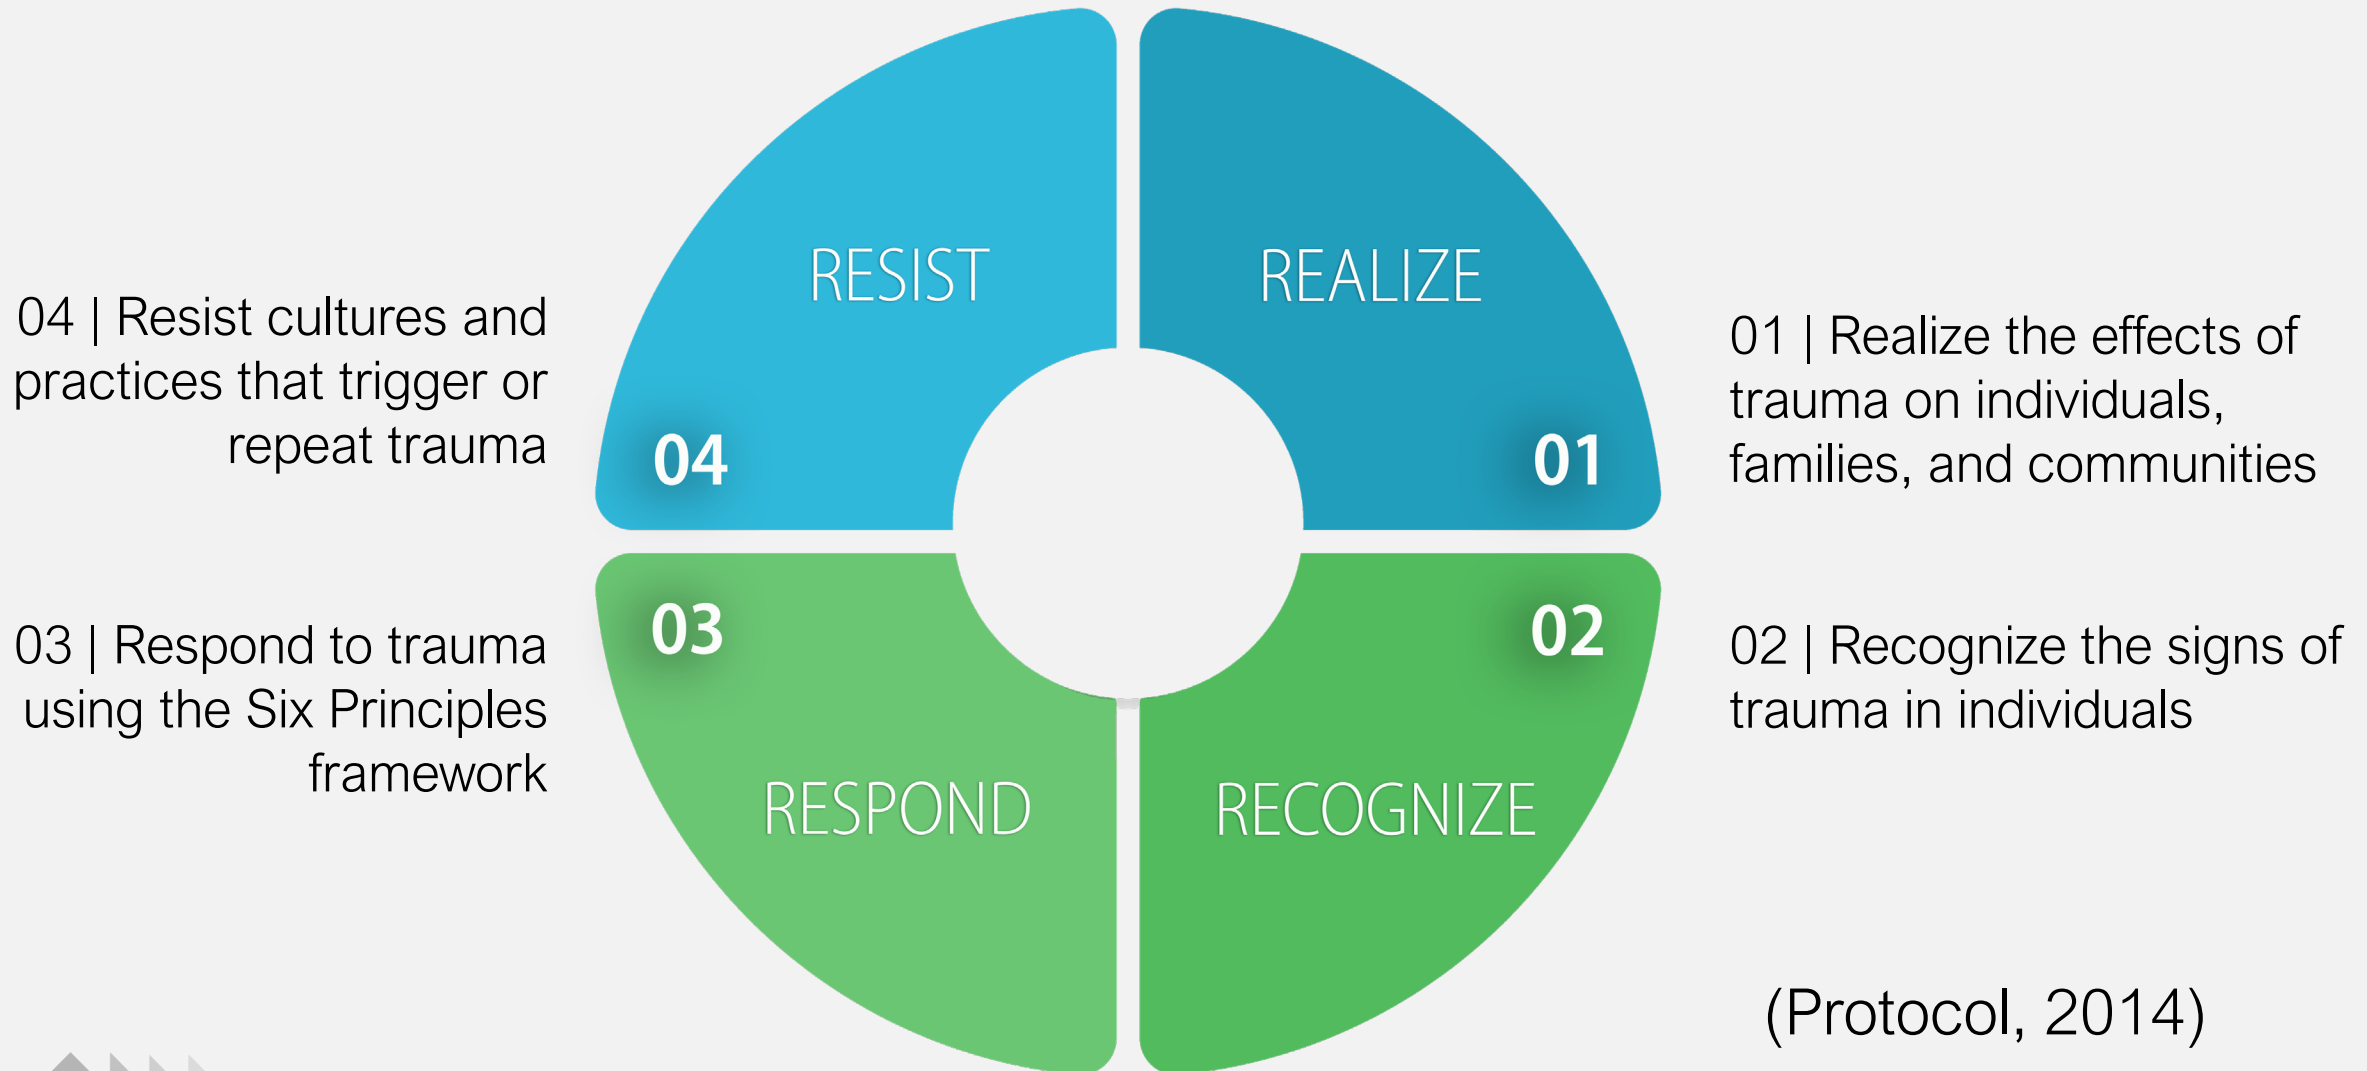 RESIST
REALIZE
04 | Resist cultures and
practices that trigger or
repeat trauma
04
01
01 | Realize the effects of
trauma on individuals,
families, and communities
03 | Respond to trauma
using the Six Principles
framework
03
02
02 | Recognize the signs of
trauma in individuals
RESPOND
RECOGNIZE
(Protocol, 2014)